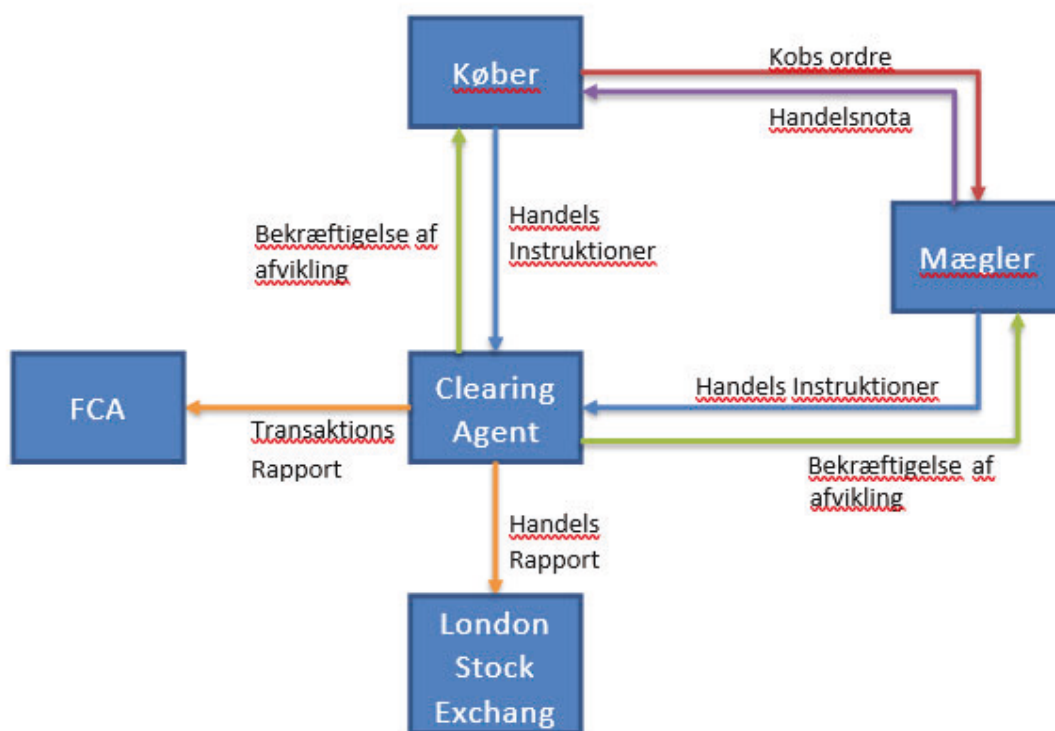 Køber
Kobs ordre
Handelsnota
Bekræftigelse af
afvikling
Handels
Instruktioner
Mægler
FCA
Transaktions
Rapport
Clearing
Agent
Handels Instruktioner
Bekræftigelse af
afvikling
Handels
Rapport
London
Stock
Exchang